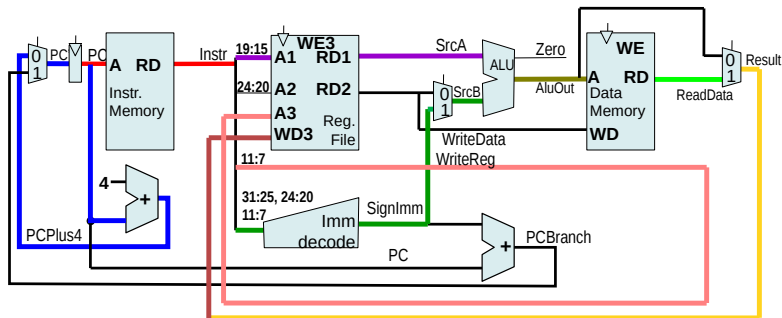 0
1
PC
PC
A RD
Instr.
Memory
Instr
19:15
24:20
WE3
A1 RD1
A2 RD2
A3
WD3
Reg.
File
SrcA
0
1
SrcB
ALU
Zero
AluOut
WriteData
WriteReg
WE
A RD
Data
Memory
WD
ReadData
0
1
Result
4
+
PCPlus4
11:7
31:25, 24:20
11:7
Imm
decode
SignImm
PC
+
PCBranch